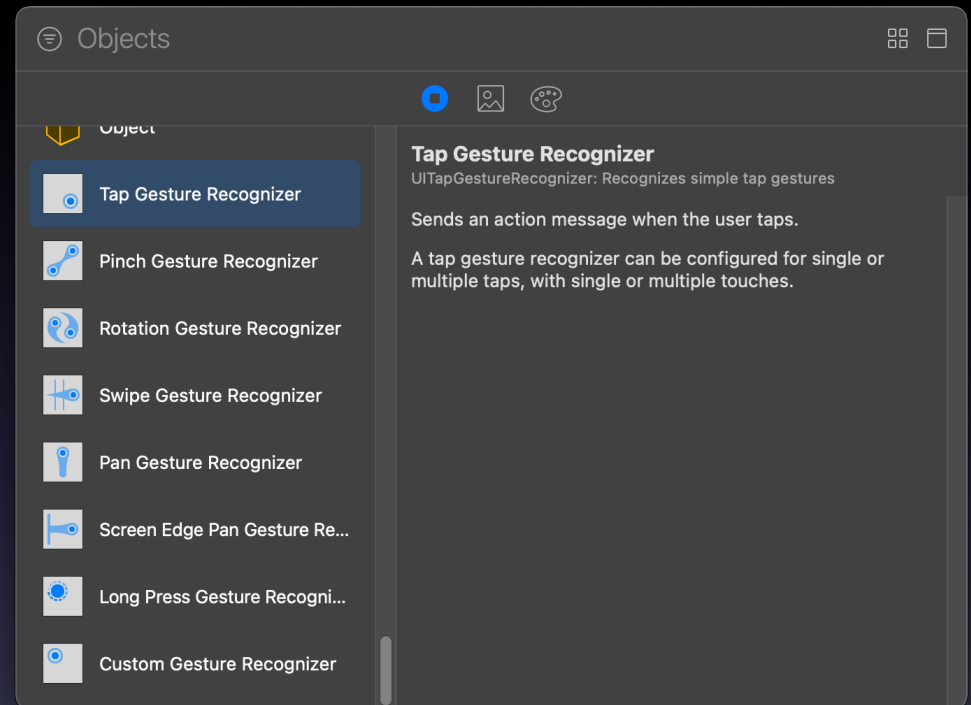 Objects
Object
Tap Gesture Recognizer
Pinch Gesture Recognizer
Rotation Gesture Recognizer
Swipe Gesture Recognizer
Pan Gesture Recognizer
Screen Edge Pan Gesture Re...
Long Press Gesture Recogni...
Custom Gesture Recognizer
Tap Gesture Recognizer
UITapGestureRecognizer: Recognizes simple tap gestures
Sends an action message when the user taps.
A tap gesture recognizer can be configured for single or
multiple taps, with single or multiple touches.